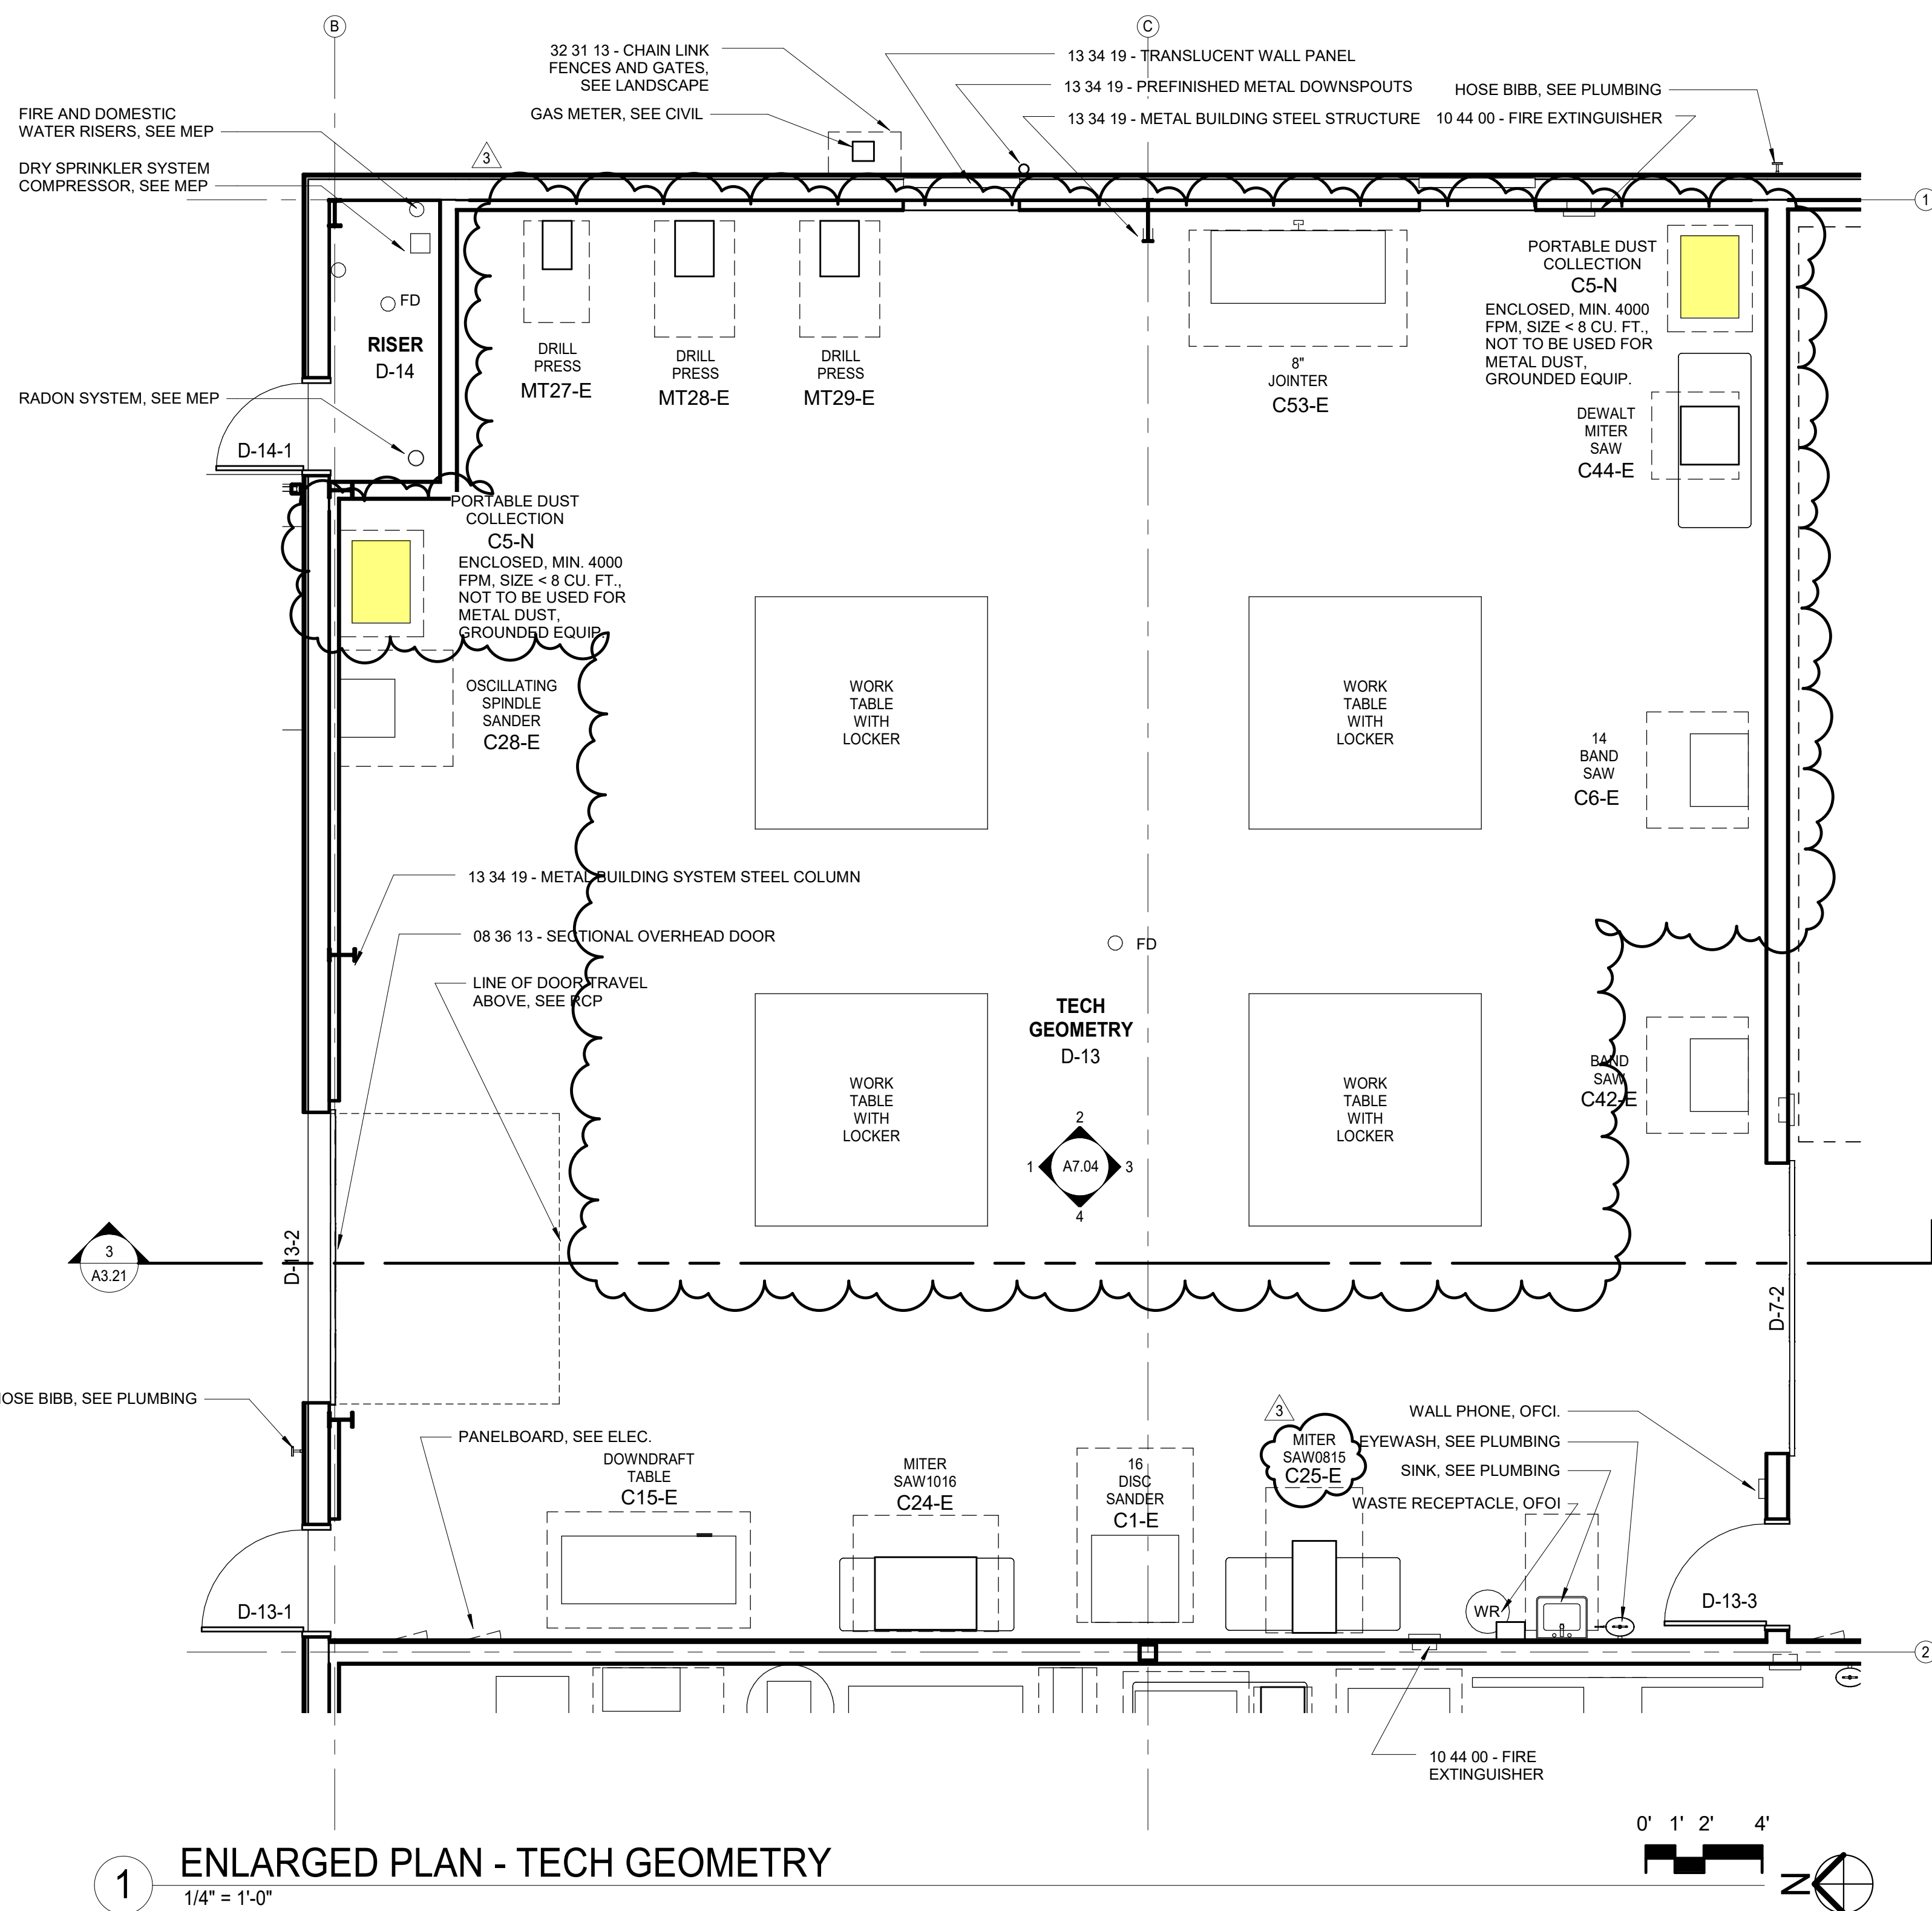 B
C
32 31 13 - CHAIN LINK
FENCES AND GATES,
SEE LANDSCAPE
GAS METER, SEE CIVIL
13 34 19 - TRANSLUCENT WALL PANEL
13 34 19 - PREFINISHED METAL DOWNSPOUTS
13 34 19 - METAL BUILDING STEEL STRUCTURE
HOSE BIBB, SEE PLUMBING
10 44 00 - FIRE EXTINGUISHER
FIRE AND DOMESTIC
WATER RISERS, SEE MEP
DRY SPRINKLER SYSTEM
COMPRESSOR, SEE MEP
3
1
FD
RISER
D-14
RADON SYSTEM, SEE MEP
D-14-1
DRILL
PRESS
MT27-E
DRILL
PRESS
MT28-E
DRILL
PRESS
MT29-E
8"
JOINTER
C53-E
PORTABLE DUST
COLLECTION
C5-N
ENCLOSED, MIN. 4000
FPM, SIZE < 8 CU. FT.,
NOT TO BE USED FOR
METAL DUST,
GROUNDED EQUIP.
DEWALT
MITER
SAW
C44-E
PORTABLE DUST
COLLECTION
C5-N
ENCLOSED, MIN. 4000
FPM, SIZE < 8 CU. FT.,
NOT TO BE USED FOR
METAL DUST,
GROUNDED EQUIP.
OSCILLATING
SPINDLE
SANDER
C28-E
WORK
TABLE
WITH
LOCKER
WORK
TABLE
WITH
LOCKER
14
BAND
SAW
C6-E
13 34 19 - METAL BUILDING SYSTEM STEEL COLUMN
08 36 13 - SECTIONAL OVERHEAD DOOR
LINE OF DOOR TRAVEL
ABOVE, SEE RCP
FD
TECH
GEOMETRY
D-13
WORK
TABLE
WITH
LOCKER
WORK
TABLE
WITH
LOCKER
BAND
SAW
C42-E
2
1
A7.04
3
4
3
A3.21
D-13-2
D-7-2
OSE BIBB, SEE PLUMBING
PANELBOARD, SEE ELEC.
DOWNDRAFT
TABLE
C15-E
MITER
SAW1016
C24-E
16
DISC
SANDER
C1-E
3
MITER
SAW0815
C25-E
WALL PHONE, OFCI.
EYEWASH, SEE PLUMBING
SINK, SEE PLUMBING
WASTE RECEPTACLE, OFOI
WR
D-13-1
D-13-3
2
10 44 00 - FIRE
EXTINGUISHER
0' 1' 2' 4'
1
ENLARGED PLAN - TECH GEOMETRY
1/4" = 1'-0"
N